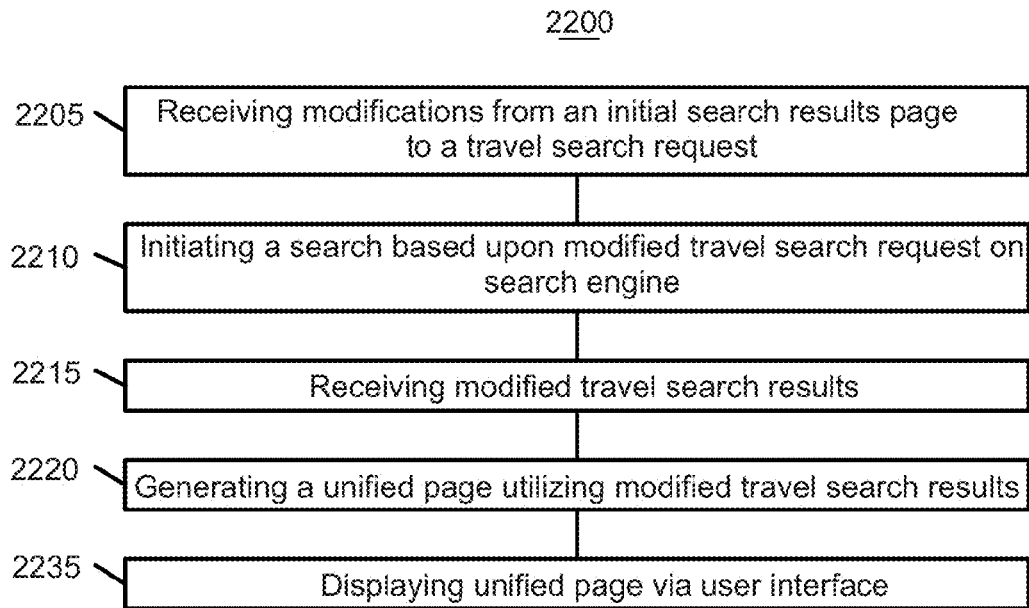 2200
2205
Receiving modifications from an initial search results page
to a travel search request
2210
Initiating a search based upon modified travel search request on
search engine
2215
Receiving modified travel search results
2220
Generating a unified page utilizing modified travel search results
2235
Displaying unified page via user interface